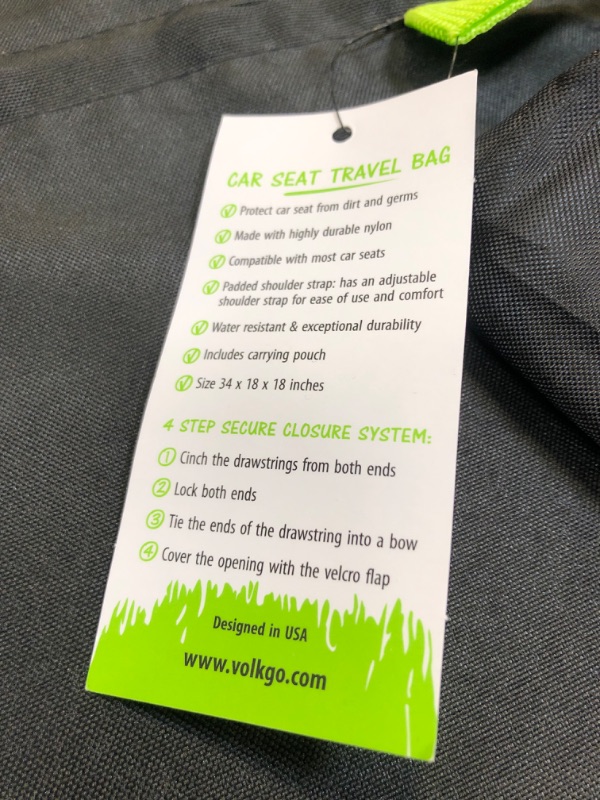 CAR SEAT TRAVEL BAG
Protect car seat from dirt and germs
Made with highly durable nylon
Compatible with most car seats
Padded shoulder strap: has an adjustable
shoulder strap for ease of use and comfort
Water resistant & exceptional durability
Includes carrying pouch
Size 34 x 18 x 18 inches
4 STEP SECURE CLOSURE SYSTEM:
1 Cinch the drawstrings from both ends
2 Lock both ends
3 Tie the ends of the drawstring into a bow
4 Cover the opening with the velcro flap
Designed in USA
www.volkgo.com